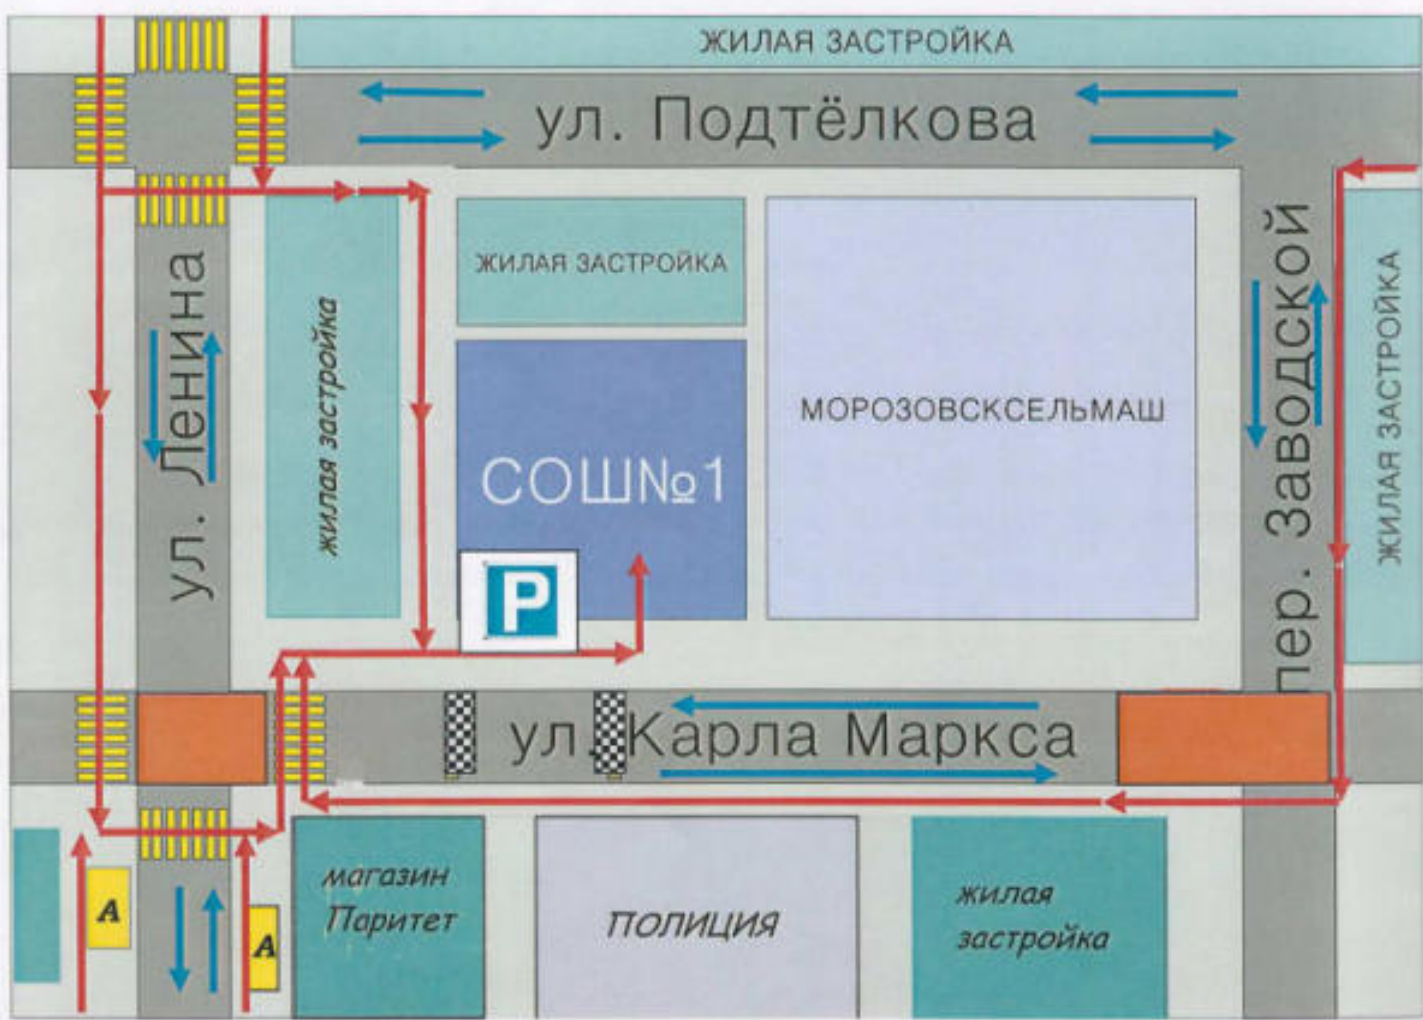 ЖИЛАЯ ЗАСТРОЙКА
ул. Подтёлкова
ул. Ленина
жилая застройка
ЖИЛАЯ ЗАСТРОЙКА
СОШ№1
P
МОРОЗОВСКСЕЛЬМАШ
пер. Заводской
ЖИЛАЯ ЗАСТРОЙКА
ул. Карла Маркса
А
А
магазин
Паритет
ПОЛИЦИЯ
жилая
застройка